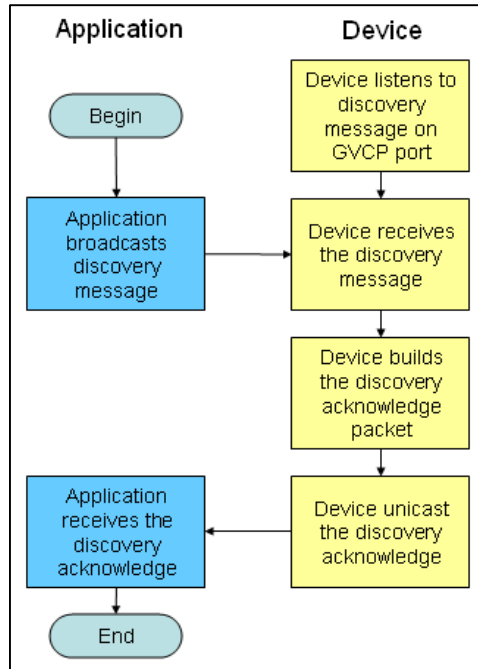 Application
Device
Begin
Device listens to
discovery
message on
GVCP port
Application
broadcasts
discovery
message
Device receives
the discovery
message
Device builds
the discovery
acknowledge
packet
Application
receives the
discovery
acknowledge
Device unicast
the discovery
acknowledge
End